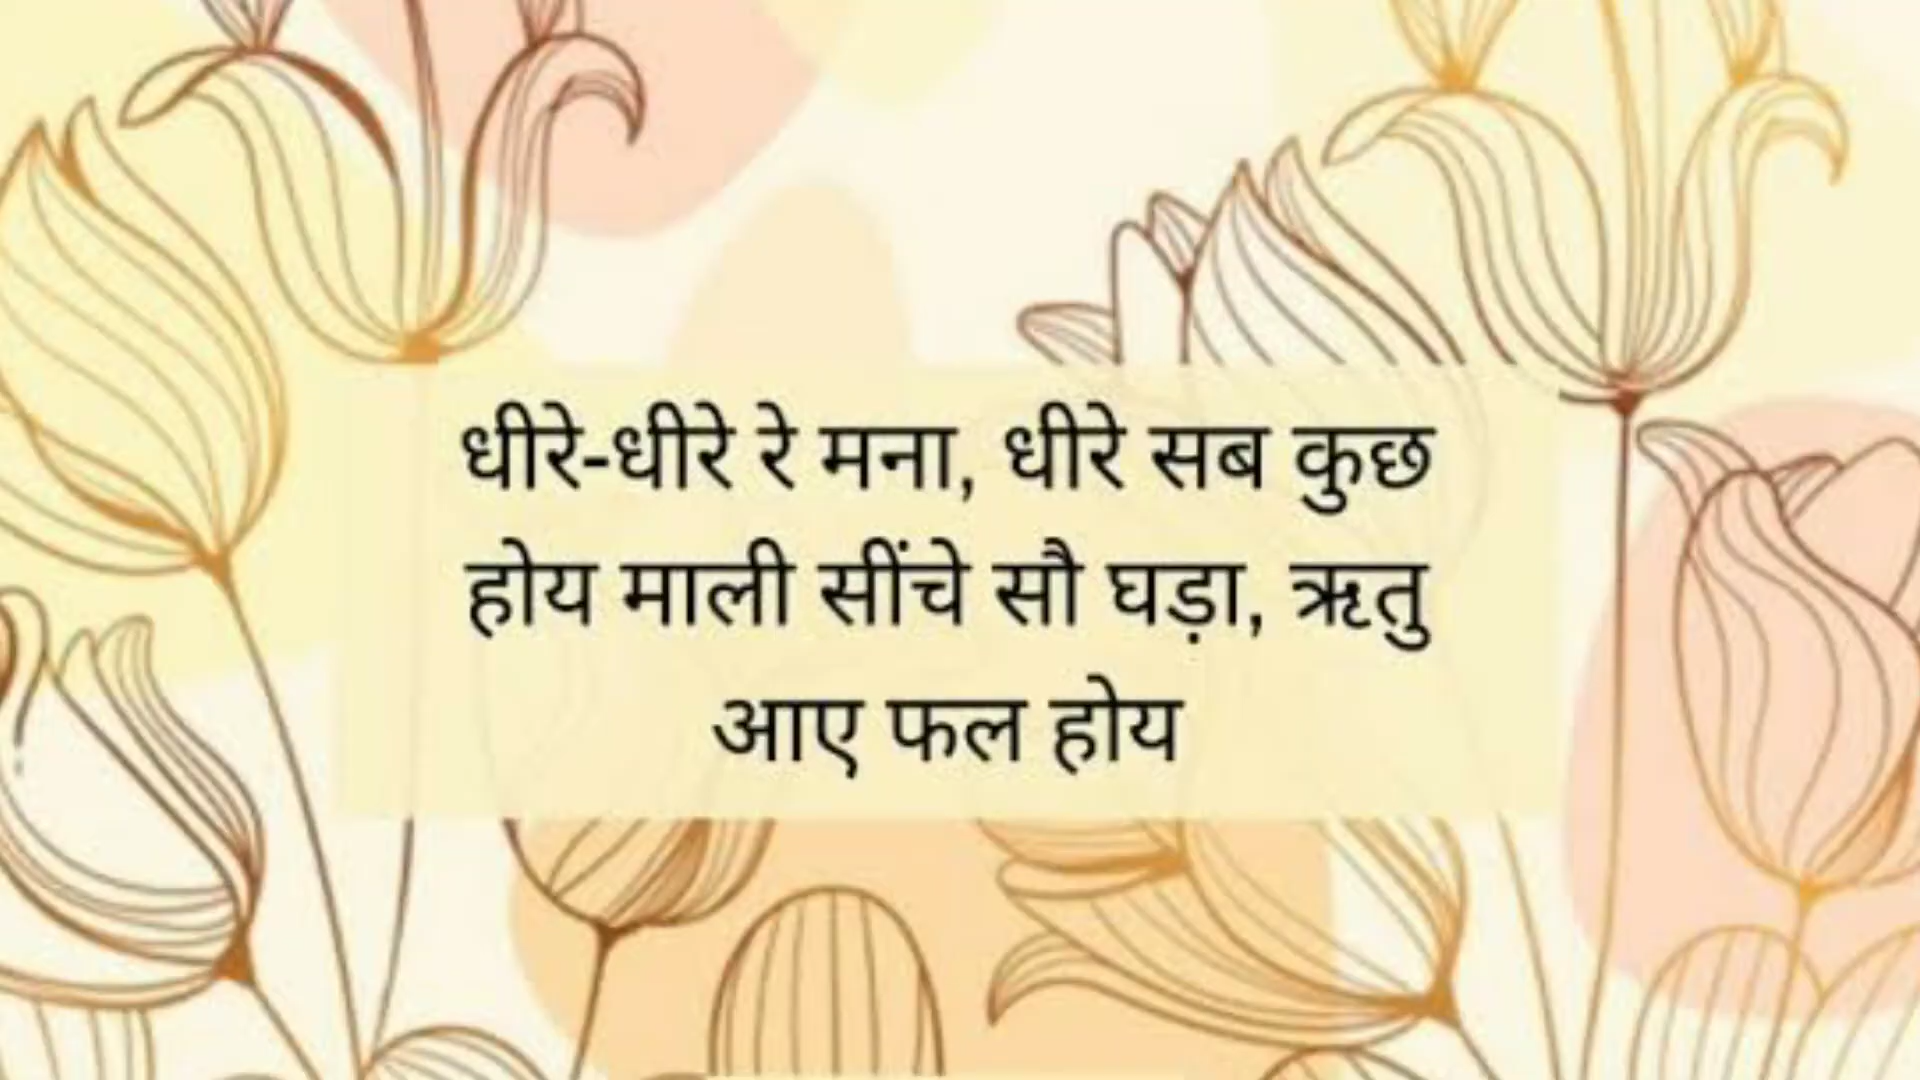 धीरे-धीरे रे मना, धीरे सब कुछ
होय माली सींचे सौ घड़ा, ऋतु
आए फल होय